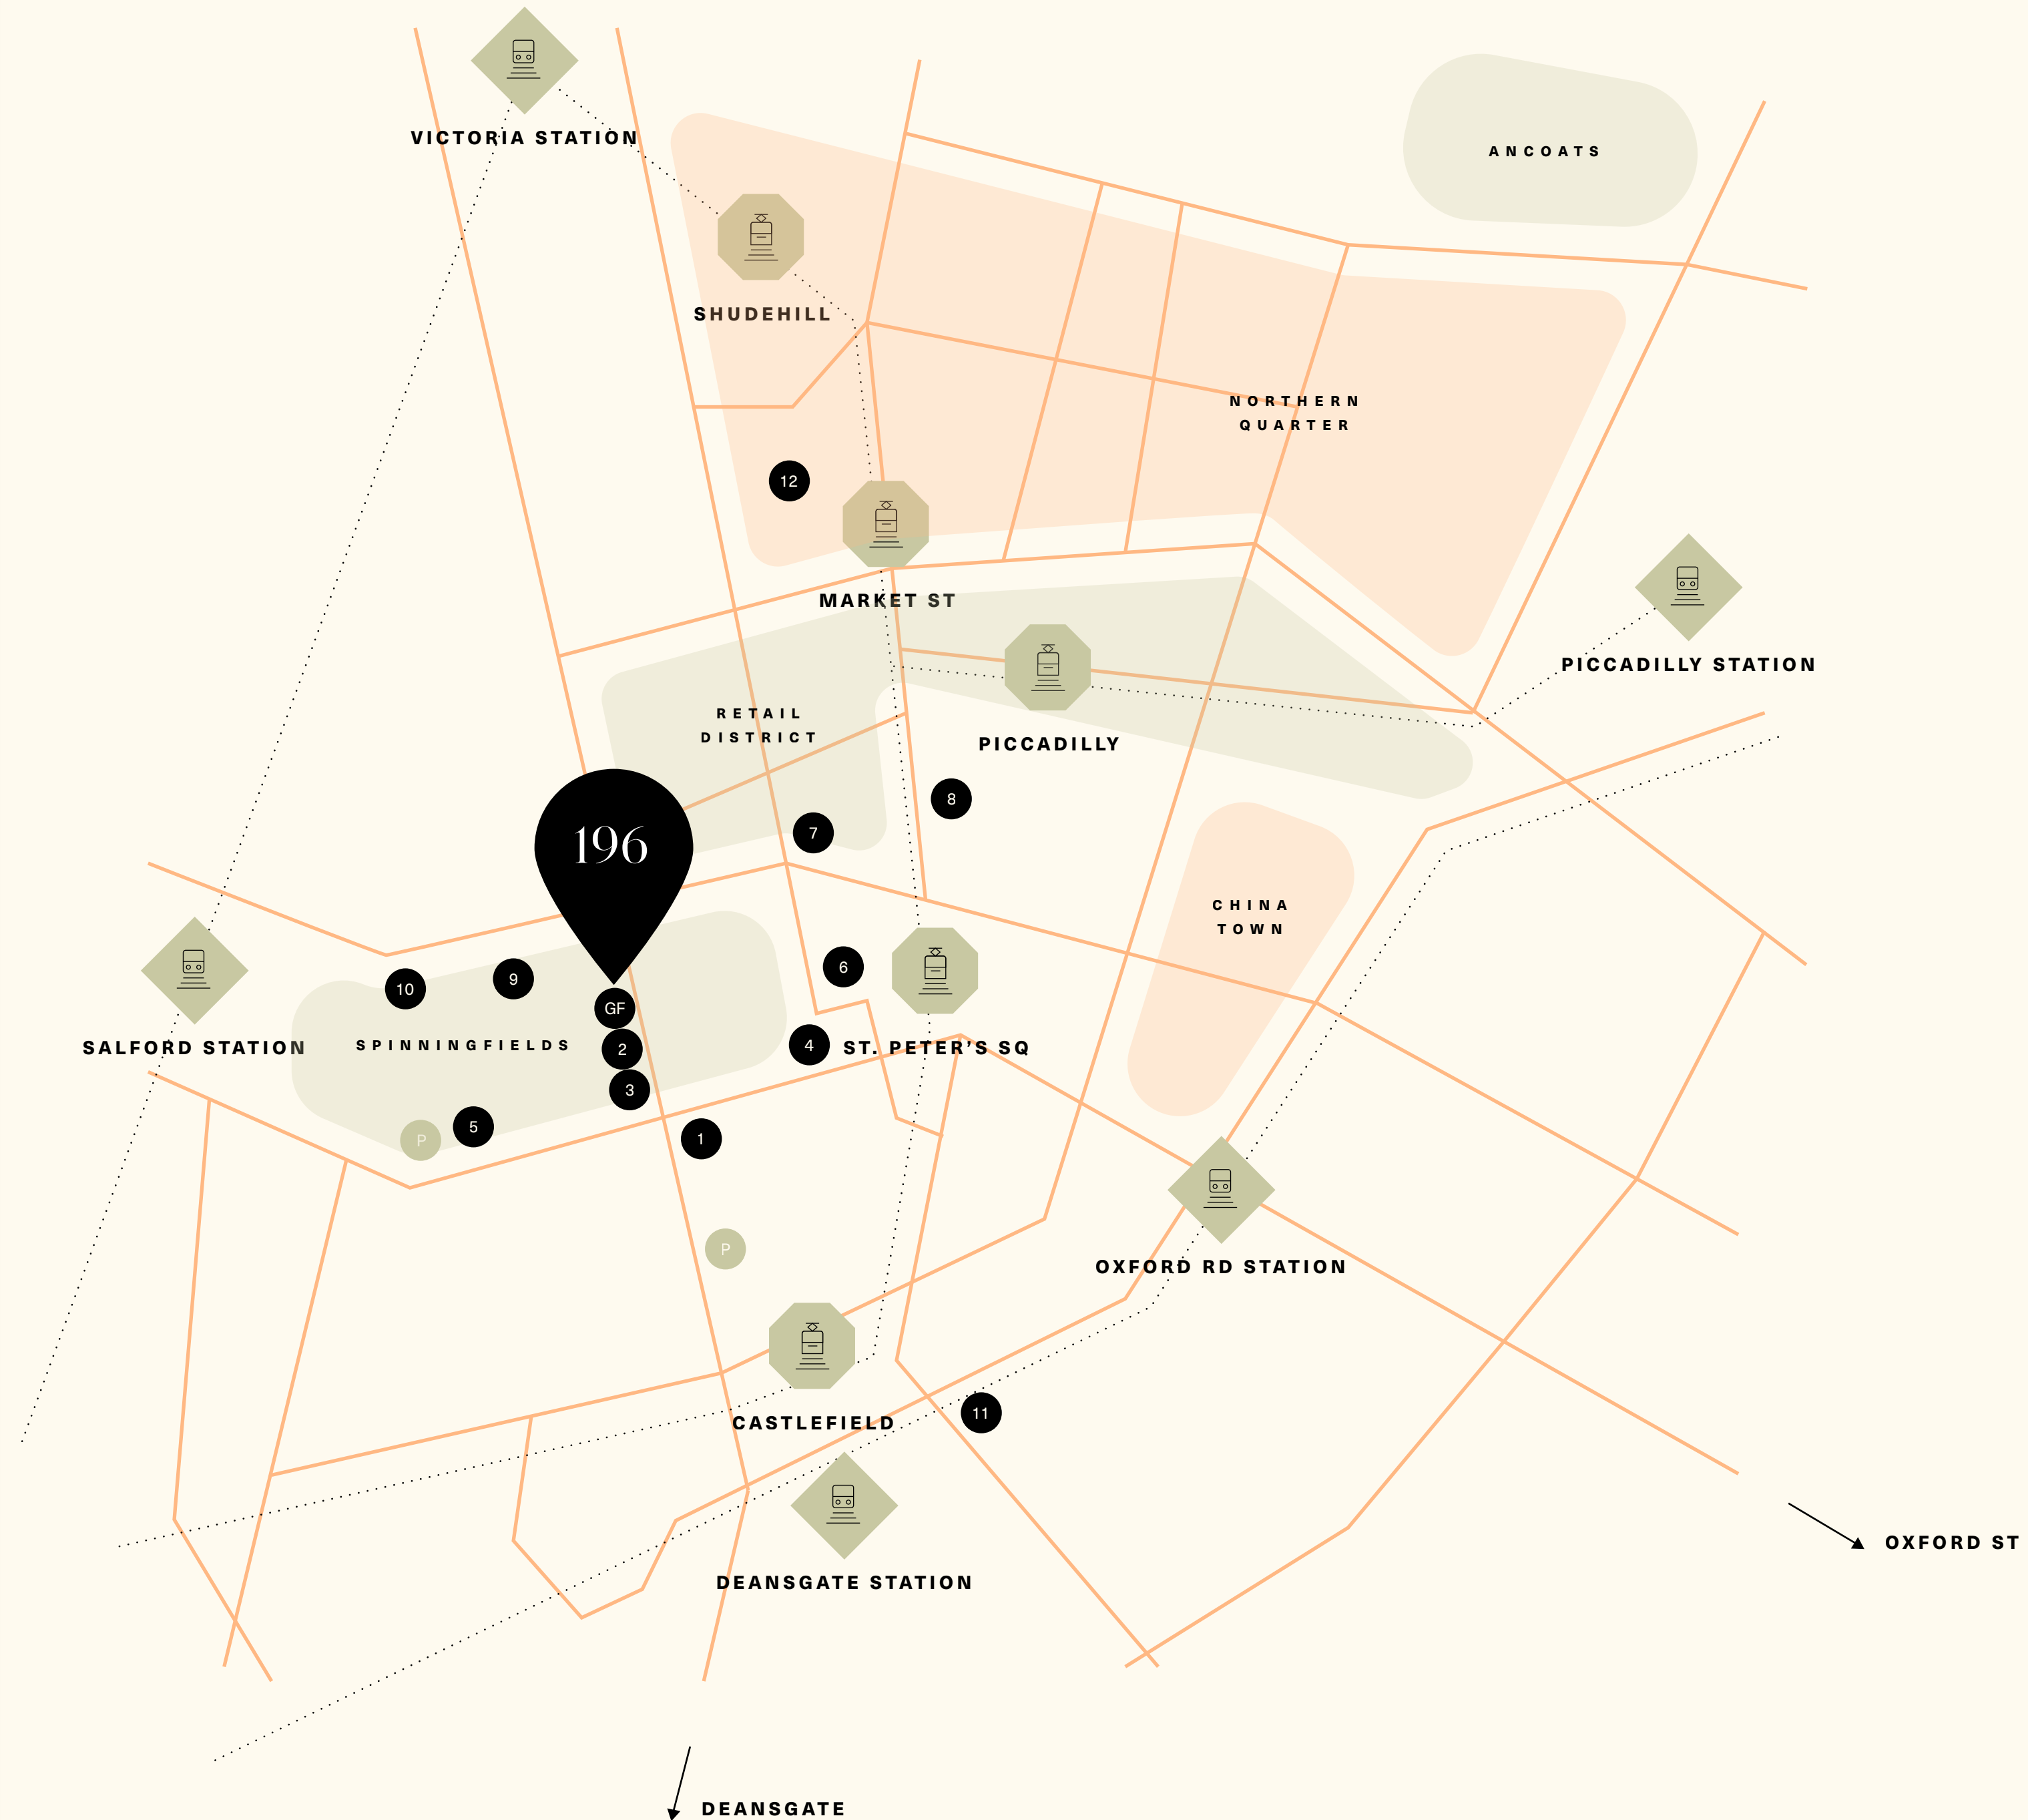 VICTORIA STATION
ANCOATS
SHUDEHILL
NORTHERN
QUARTER
12
MARKET ST
PICCADILLY STATION
RETAIL
DISTRICT
PICCADILLY
8
7
196
CHINA
TOWN
6
9
10
GF
SALFORD STATION
SPINNINGFIELDS
2
4
ST. PETER’S SQ
3
5
P
1
P
OXFORD RD STATION
11
CASTLEFIELD
OXFORD ST
DEANSGATE STATION
DEANSGATE